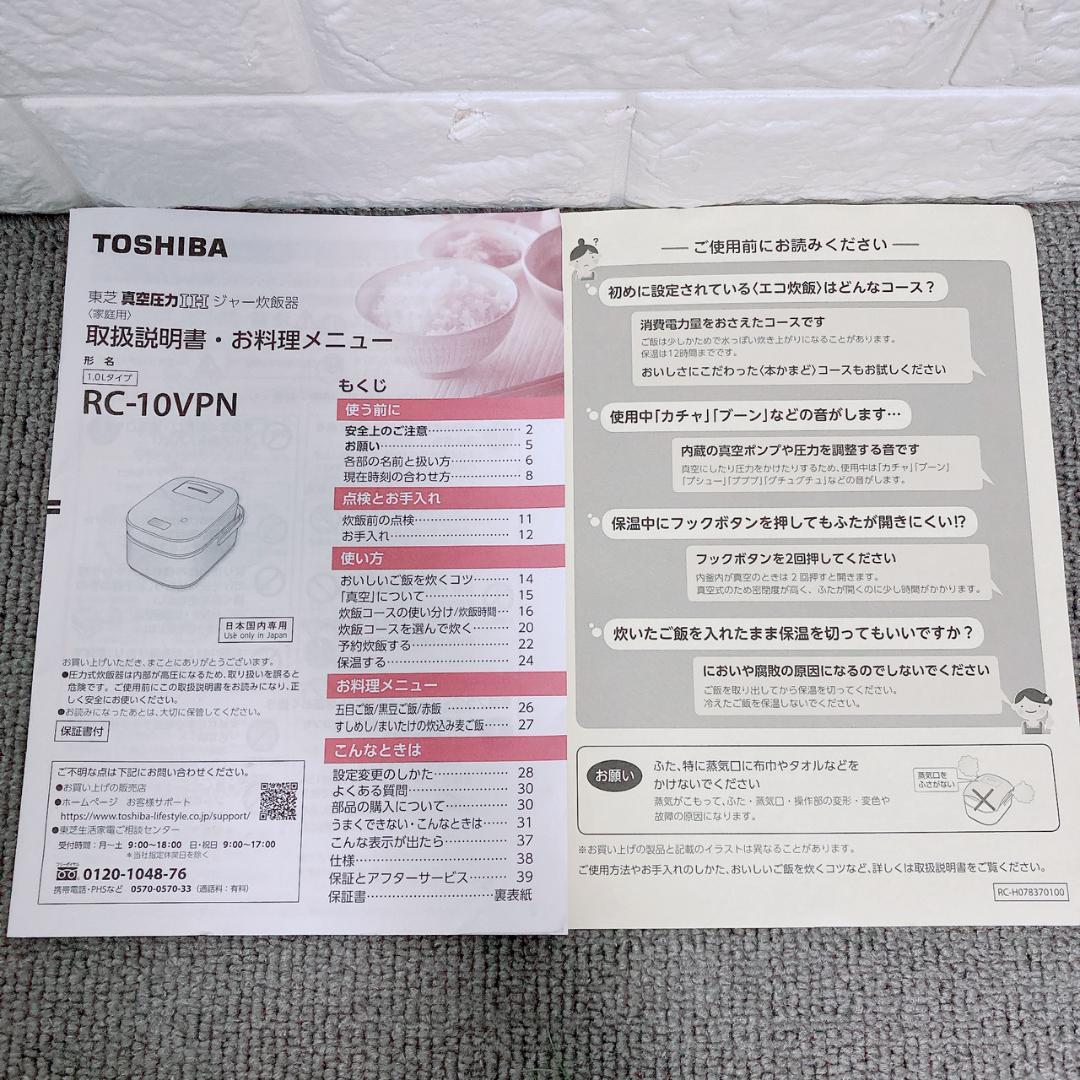 TOSHIBA
東芝 真空圧力IH ジャー炊飯器
〈家庭用〉
取扱説明書・お料理メニュー
形 名
1.0Lタイプ
RC-10VPN
日本国内専用
Use only in Japan
お買い上げいただき、まことにありがとうございます。
●圧力式炊飯器は内部が高圧になるため、取り扱いを誤ると
危険です。ご使用前にこの取扱説明書をお読みになり、正
しく安全にお使いください。
●お読みになったあとは、大切に保管してください。
保証書付
ご不明な点は下記にお問い合わせください。
●お買い上げの販売店
●ホームページ お客様サポート
https://www.toshiba-lifestyle.co.jp/support/
●東芝生活家電ご相談センター
受付時間：月～土 9:00～18:00 日・祝日 9:00～17:00
＊当社指定休業日を除く
フリーダイヤル
0120-1048-76
携帯電話・PHSなど 0570-0570-33（通話料：有料）
もくじ
使う前に
安全上のご注意…………………… 2
お願い……………………………… 5
各部の名前と扱い方……………… 6
現在時刻の合わせ方……………… 8
点検とお手入れ
炊飯前の点検…………………… 11
お手入れ………………………… 12
使い方
おいしいご飯を炊くコツ……… 14
「真空」について……………… 15
炊飯コースの使い分け/炊飯時間… 16
炊飯コースを選んで炊く……… 20
予約炊飯する…………………… 22
保温する………………………… 24
お料理メニュー
五目ご飯/黒豆ご飯/赤飯 ……… 26
すしめし/まいたけの炊込み麦ご飯…… 27
こんなときは
設定変更のしかた……………… 28
よくある質問…………………… 30
部品の購入について…………… 30
うまくできない・こんなときは…… 31
こんな表示が出たら…………… 37
仕様……………………………… 38
保証とアフターサービス……… 39
保証書………………………裏表紙
ご使用前にお読みください
初めに設定されている〈エコ炊飯〉はどんなコース？
消費電力量をおさえたコースです
ご飯は少しかためで水っぽい炊き上がりになることがあります。
保温は12時間までです。
おいしさにこだわった〈本かまど〉コースもお試しください
使用中「カチャ」「ブーン」などの音がします…
内蔵の真空ポンプや圧力を調整する音です
真空にしたり圧力をかけたりするため、使用中は「カチャ」「ブーン」
「プシュー」「ププププ」「グチュグチュ」などの音がします。
保温中にフックボタンを押してもふたが開きにくい!?
フックボタンを2回押してください
内釜内が真空のときは２回押すと開きます。
真空式のため密閉度が高く、ふたが開くのに少し時間がかかります。
炊いたご飯を入れたまま保温を切ってもいいですか？
においや腐敗の原因になるのでしないでください
ご飯を取り出してから保温を切ってください。
冷えたご飯を保温しないでください。
お願い
ふた、特に蒸気口に布巾やタオルなどを
かけないでください
蒸気がこもって、ふた・蒸気口・操作部の変形・変色や
故障の原因になります。
蒸気口を
ふさがない
※お買い上げの製品と記載のイラストは異なることがあります。
ご使用方法やお手入れのしかた、おいしいご飯を炊くコツなど、詳しくは取扱説明書をご覧ください。
RC-H078370100